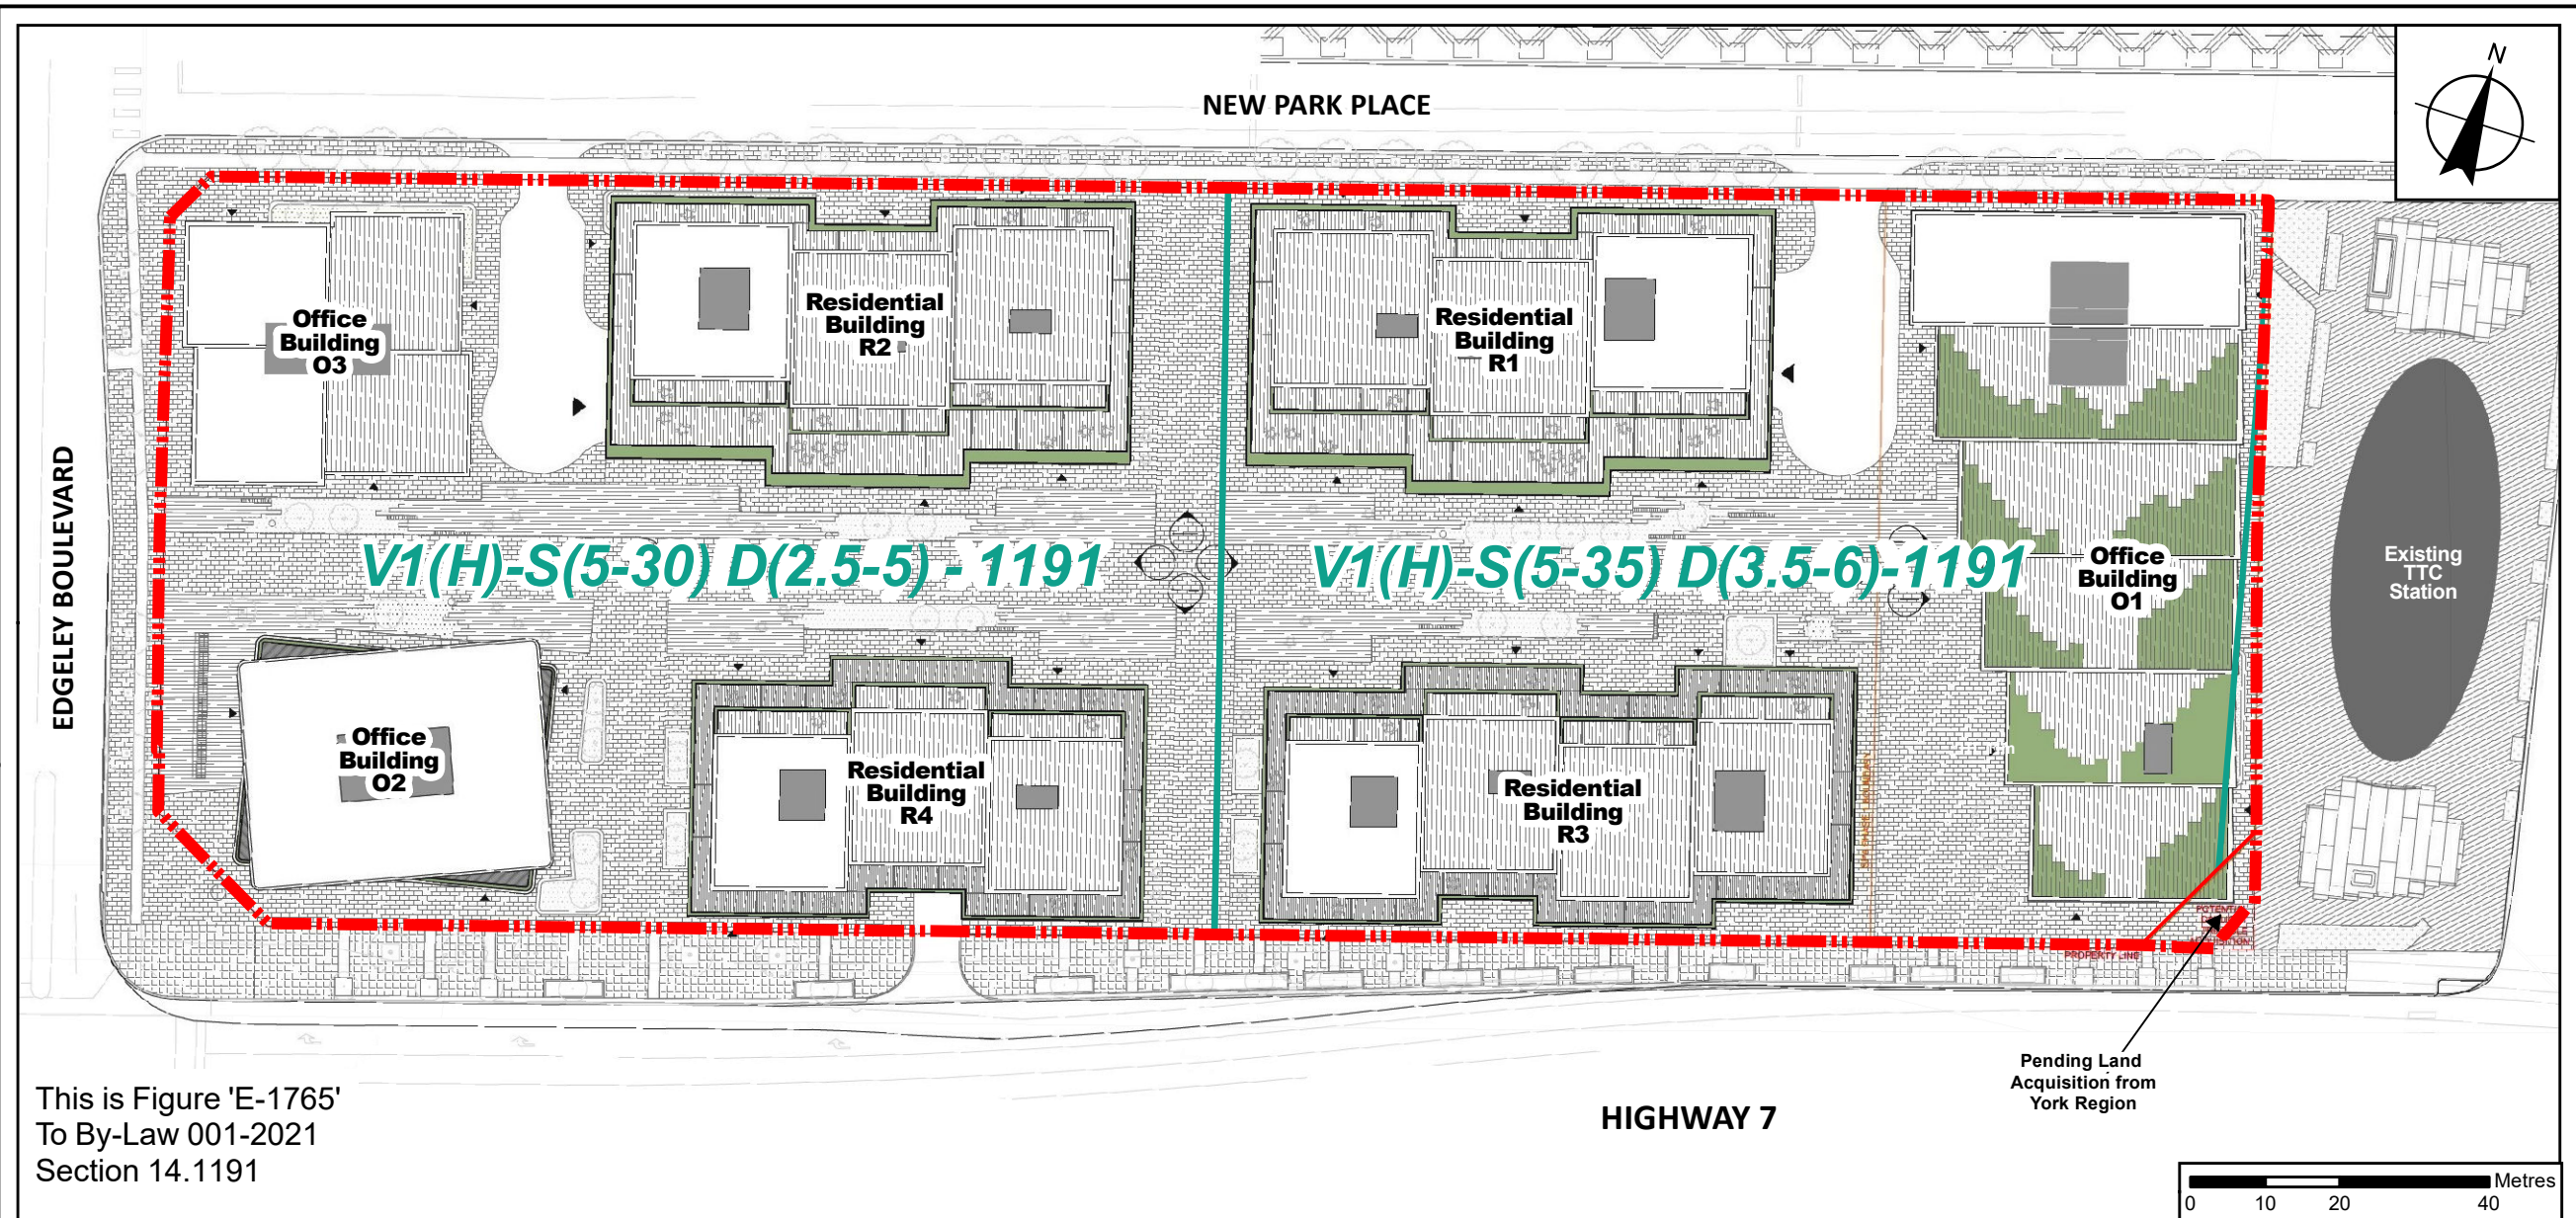 N
NEW PARK PLACE
EDGELEY BOULEVARD
Office
Building
O3
Residential
Building
R2
Residential
Building
R1
V1(H)-S(5-30) D(2.5-5) - 1191
V1(H)-S(5-35) D(3.5-6)-1191
Office
Building
O1
Existing
TTC
Station
Office
Building
O2
Residential
Building
R4
Residential
Building
R3
PROPERTY LINE
Pending Land
Acquisition from
York Region
HIGHWAY 7
This is Figure 'E-1765'
To By-Law 001-2021
Section 14.1191
Metres
0 10 20 40